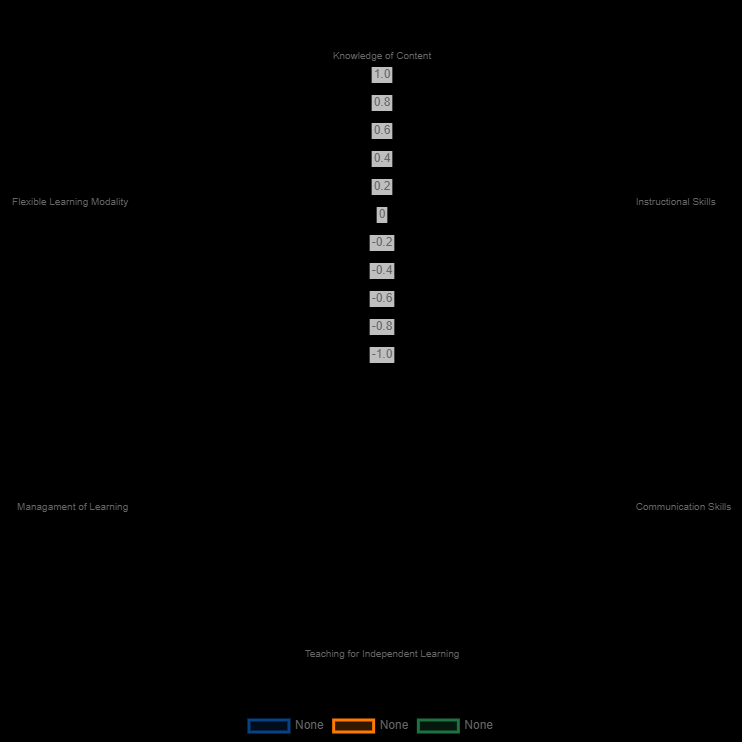 Knowledge of Content
1.0
0.8
0.6
0.4
Flexible Learning Modality
0.2
Instructional Skills
0
-0.2
-0.4
-0.6
-0.8
-1.0
Managament of Learning
Communication Skills
Teaching for Independent Learning
None None None